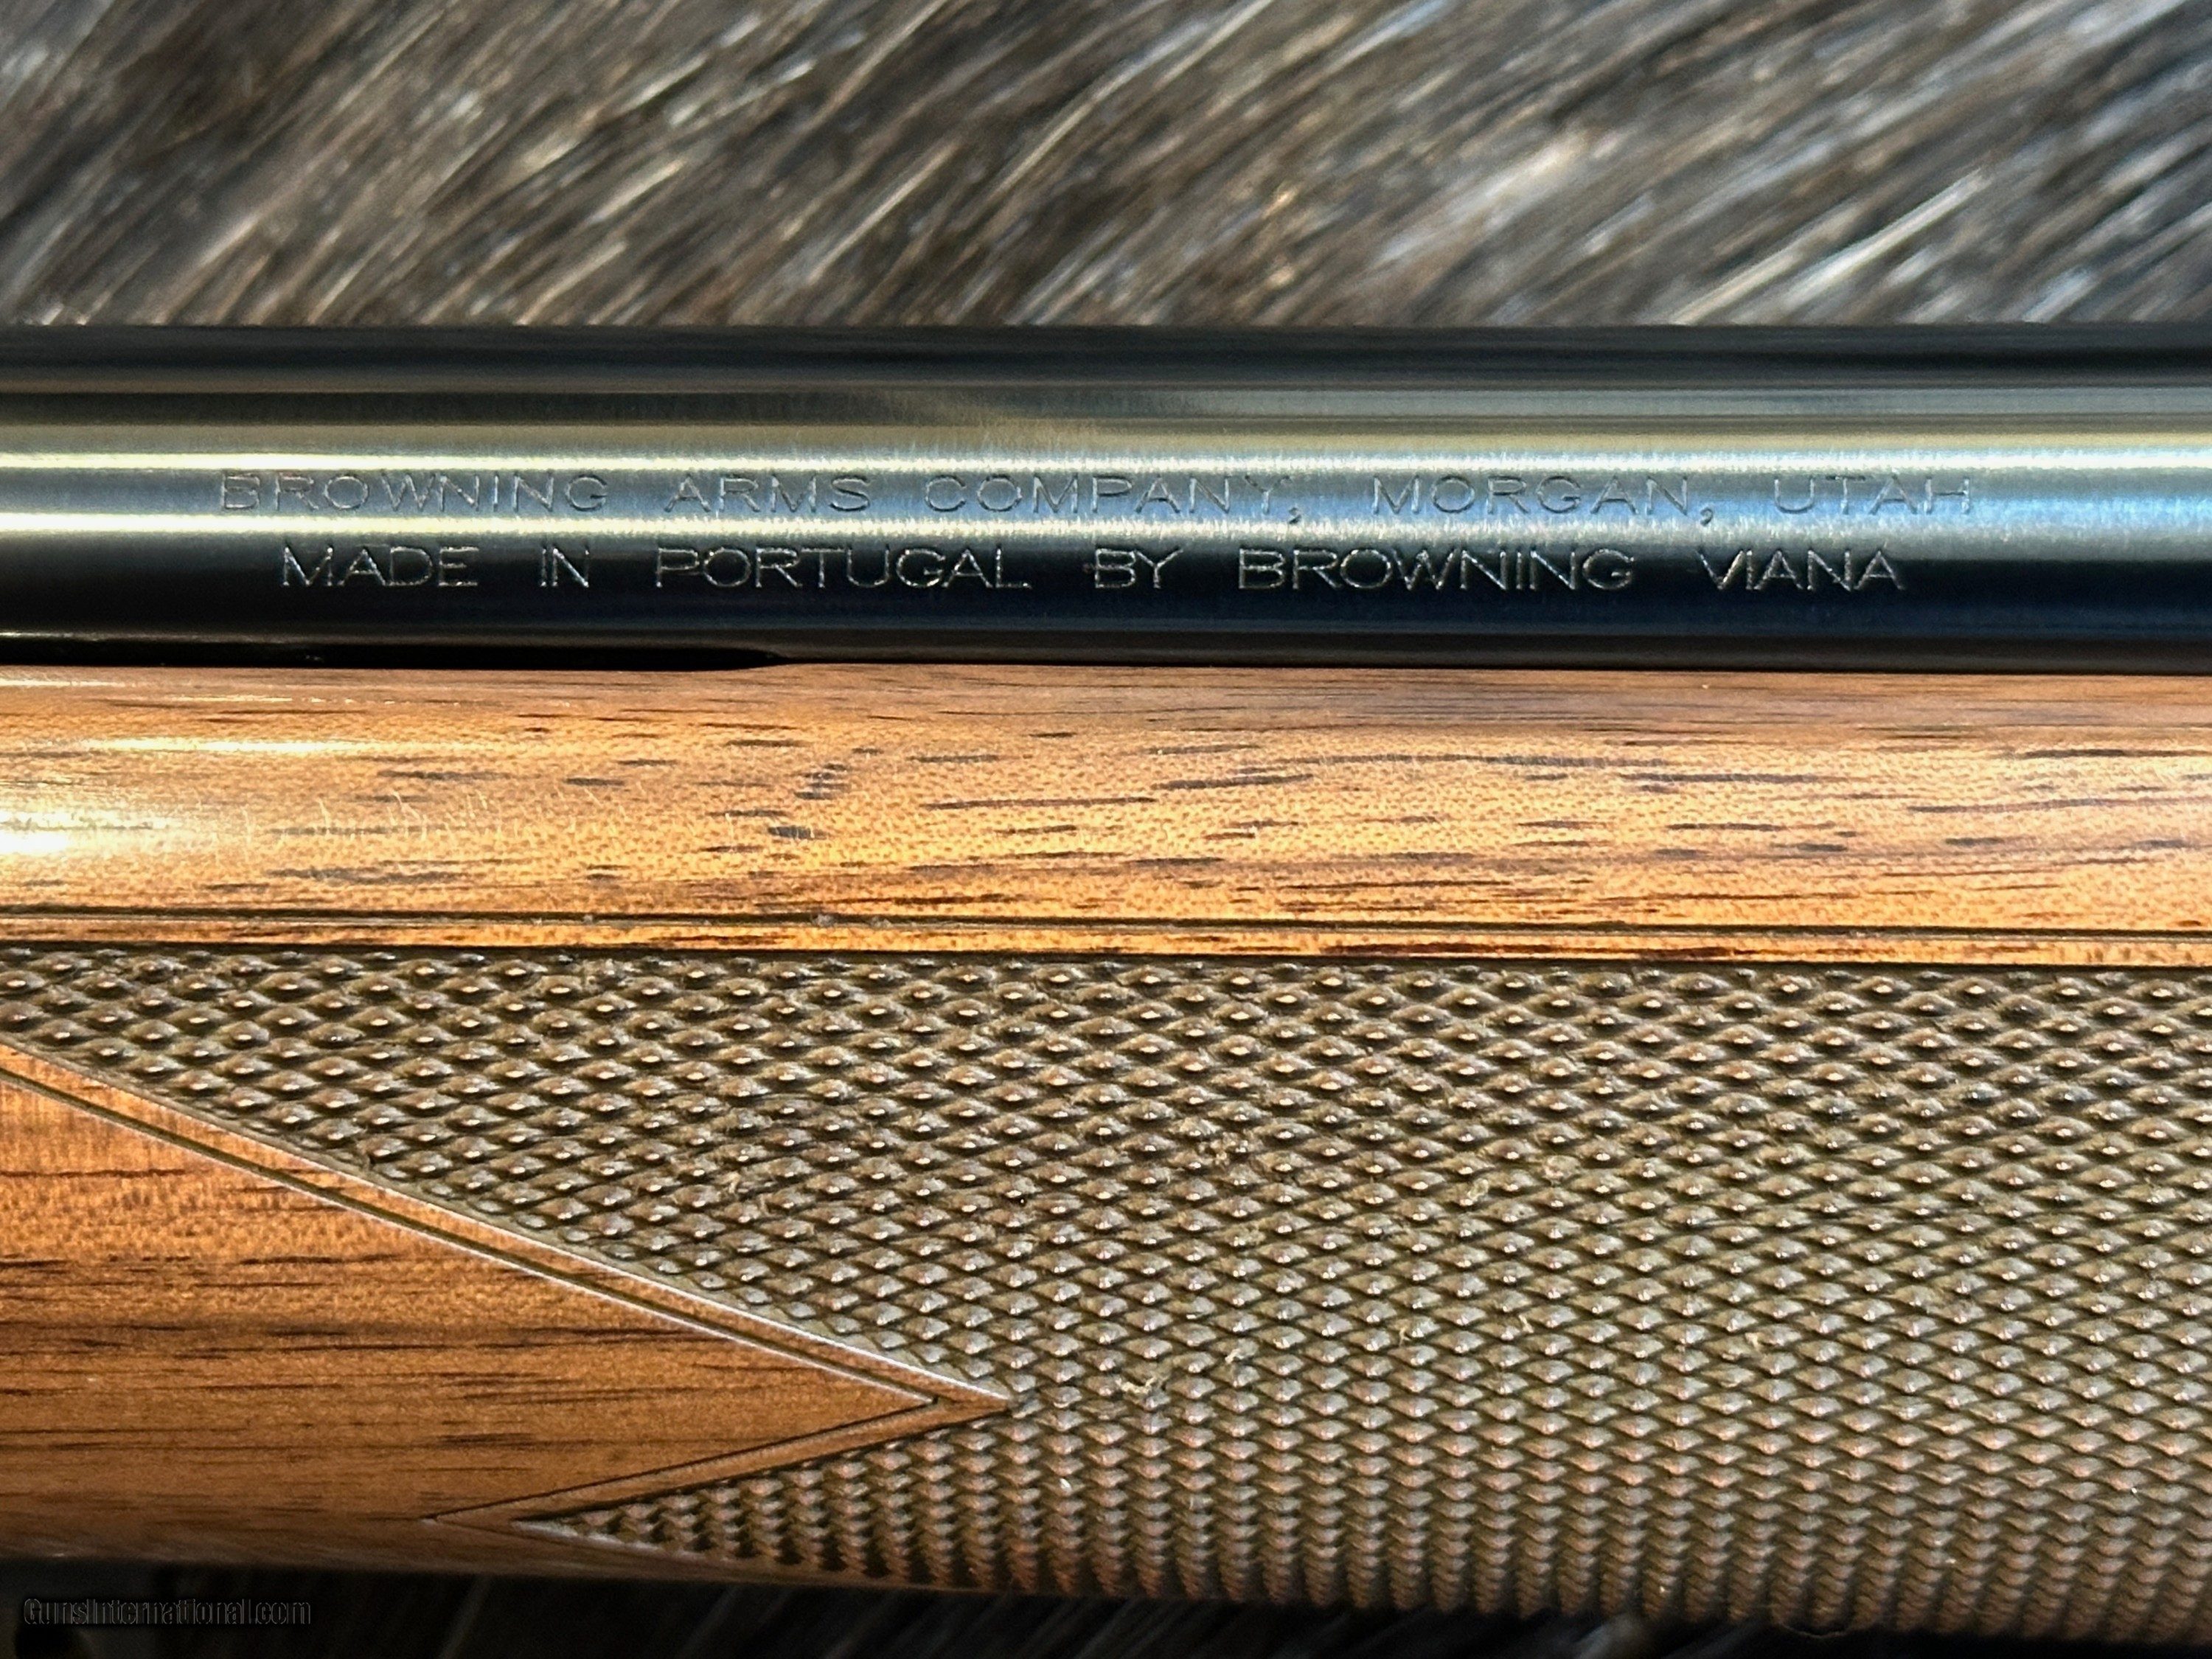 BROWNING ARMS COMPANY, MORGAN, UTAH
MADE IN PORTUGAL BY BROWNING VIANA
GunsInternational.com